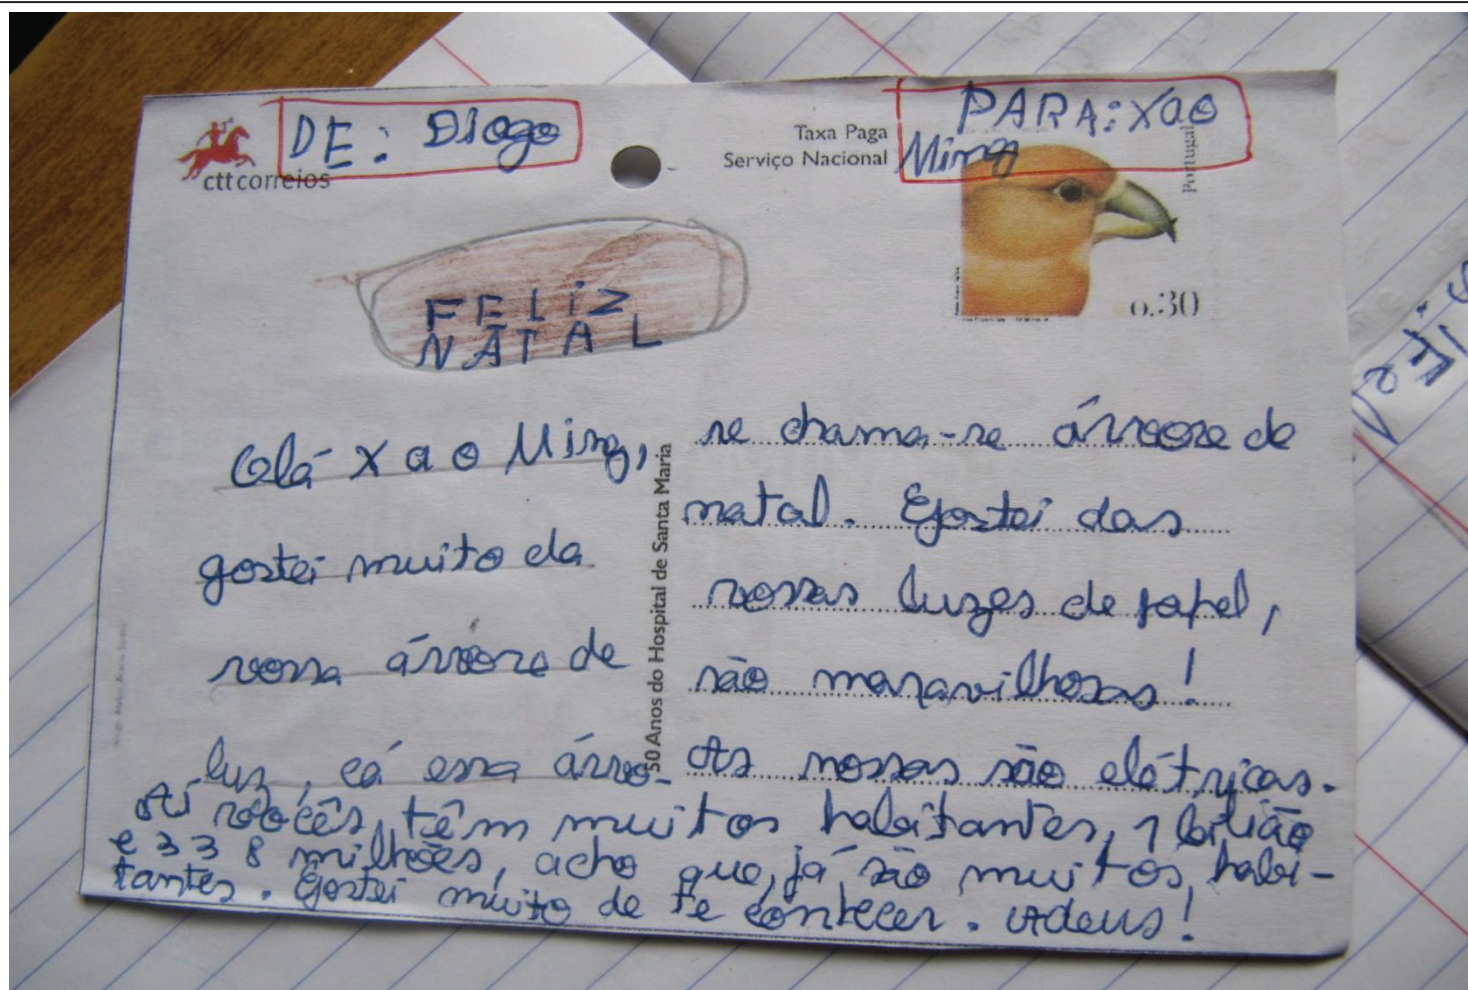 DE: Diogo
ctt correios
Taxa Paga
Serviço Nacional
PARA: Xao
Ming
Portugal
0.30
FELIZ
NATAL
Olá Xao Ming,
gostei muito da
vossa árvore de
luz, cá essa árvo-
50 Anos do Hospital de Santa Maria
re chama-se árvore de
natal. Gostei das
vossas luzes de papel,
são maravilhosas!
As nossas são elétricas.
Aí vocês têm muitos habitantes, 1 bilião
e 338 milhões, acho que já são muitos habi-
tantes. Gostei muito de te conhecer. Adeus!